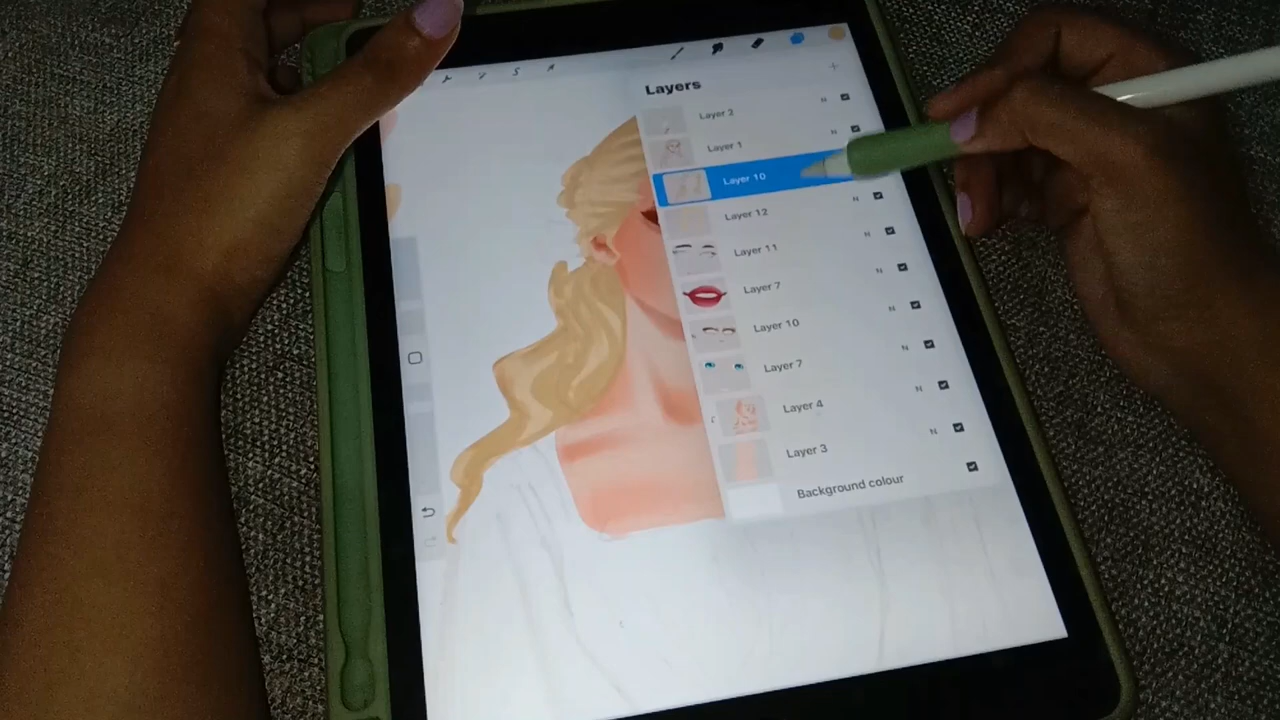 Layers
Layer 2
N
Layer 1
N
Layer 10
Layer 12
N
Layer 11
N
Layer 7
N
Layer 10
N
Layer 7
N
Layer 4
N
Layer 3
N
Background colour